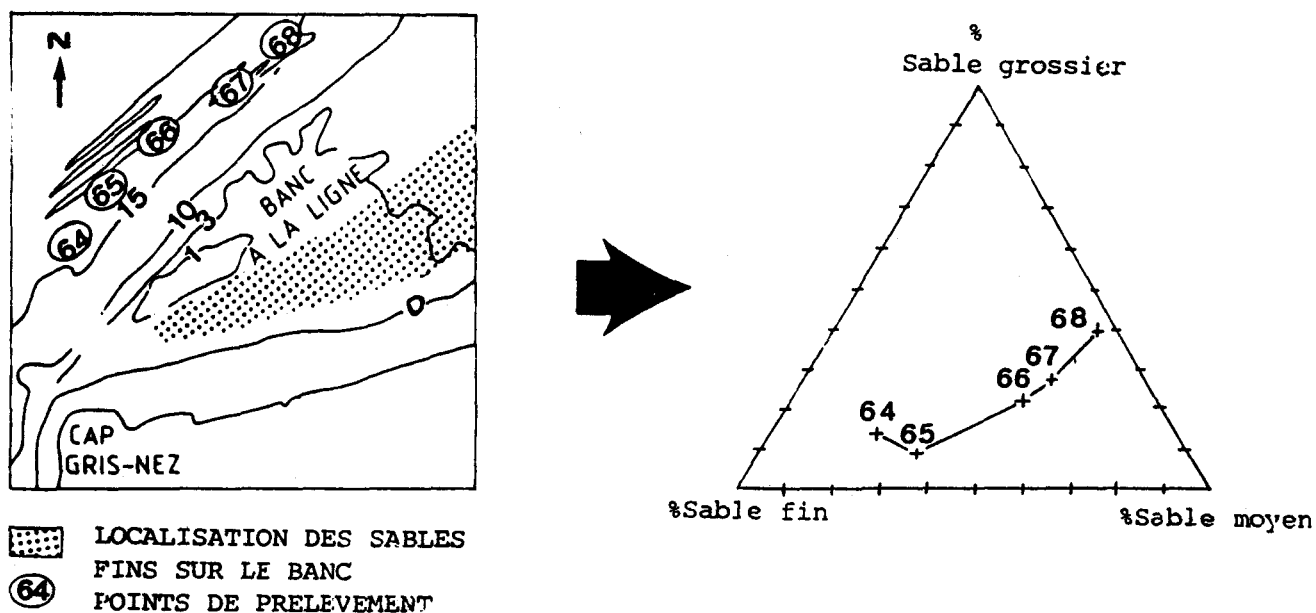 N
68
67
66
65
64
15
10
3
1
BANC
A LA LIGNE
0
CAP
GRIS-NEZ
LOCALISATION DES SABLES
FINS SUR LE BANC
64
POINTS DE PRELEVEMENT
%
Sable grossier
68
67
66
64
65
%Sable fin
%Sable moyen